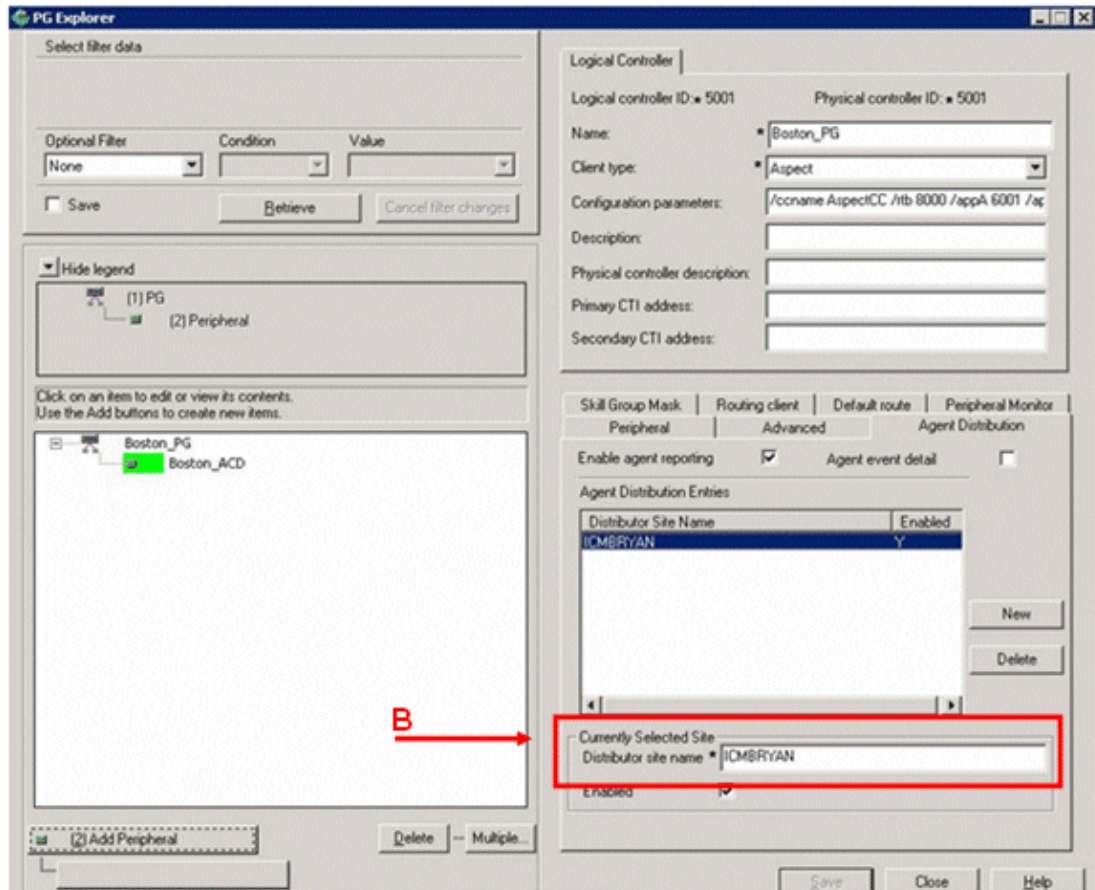 PG Explorer
Select filter data
Optional Filter Condition Value
None
Save Retrieve Cancel filter changes
Hide legend
(1) PG
(2) Peripheral
Click on an item to edit or view its contents.
Use the Add buttons to create new items.
Boston_PG
Boston_ACD
B
(2) Add Peripheral Delete Multiple...
Logical Controller
Logical controller ID: 5001 Physical controller ID: 5001
Name: * Boston_PG
Client type: * Aspect
Configuration parameters: /ccname AspectCC /rtb 8000 /appA 6001 /ap
Description:
Physical controller description:
Primary CTI address:
Secondary CTI address:
Skill Group Mask Routing client Default route Peripheral Monitor
Peripheral Advanced Agent Distribution
Enable agent reporting Agent event detail
Agent Distribution Entries
Distributor Site Name Enabled
ICMBRYAN Y
New
Delete
Currently Selected Site
Distributor site name * ICMBRYAN
Enabled
Save Close Help